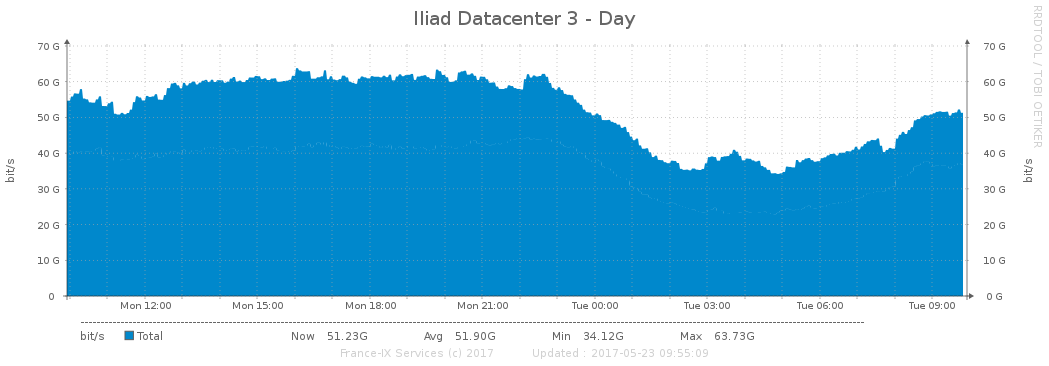 Iliad Datacenter 3 - Day
RRDTOOL / TOBI OETIKER
70 G 70 G
60 G 60 G
50 G 50 G
40 G 40 G
30 G 30 G
20 G 20 G
10 G 10 G
0 0 G
bit/s bit/s
Mon 12:00 Mon 15:00 Mon 18:00 Mon 21:00 Tue 00:00 Tue 03:00 Tue 06:00 Tue 09:00
bit/s Total Now 51.23G Avg 51.90G Min 34.12G Max 63.73G
France-IX Services (c) 2017 Updated : 2017-05-23 09:55:09